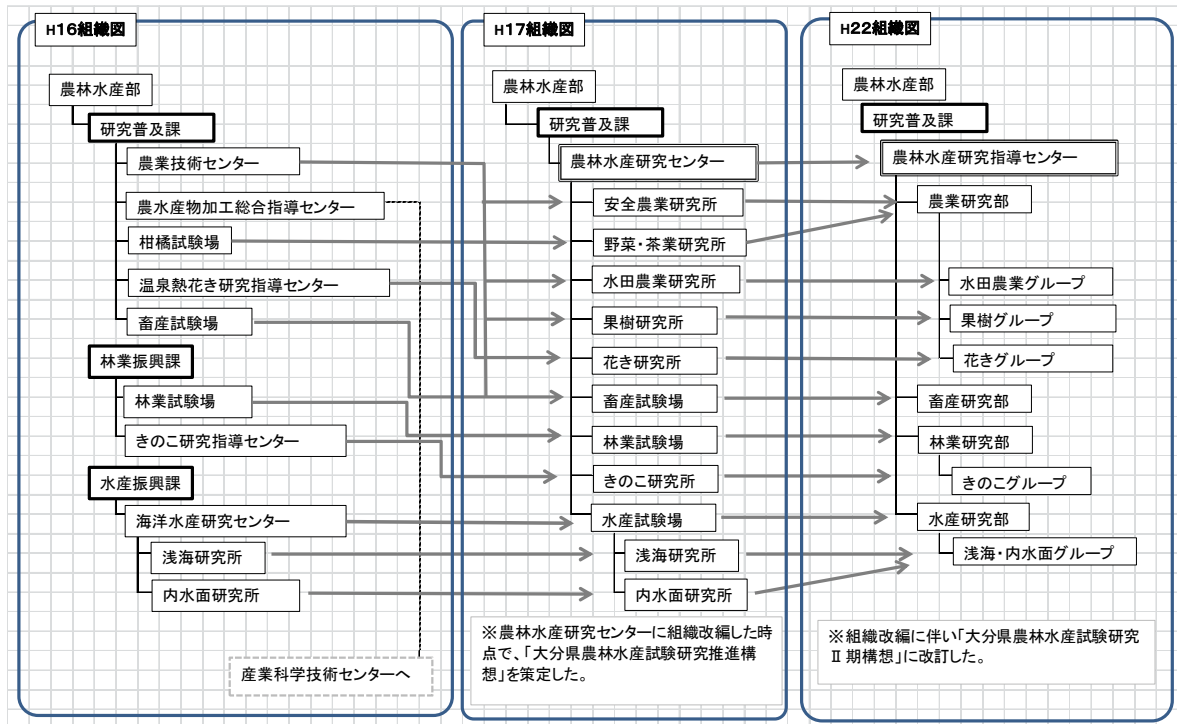 H16組織図
農林水産部
研究普及課
農業技術センター
農水産物加工総合指導センター
柑橘試験場
温泉熱花き研究指導センター
畜産試験場
林業振興課
林業試験場
きのこ研究指導センター
水産振興課
海洋水産研究センター
浅海研究所
内水面研究所
産業科学技術センターへ
H17組織図
農林水産部
研究普及課
農林水産研究センター
安全農業研究所
野菜・茶業研究所
水田農業研究所
果樹研究所
花き研究所
畜産試験場
林業試験場
きのこ研究所
水産試験場
浅海研究所
内水面研究所
※農林水産研究センターに組織改編した時
点で、「大分県農林水産試験研究推進構
想」を策定した。
H22組織図
農林水産部
研究普及課
農林水産研究指導センター
農業研究部
水田農業グループ
果樹グループ
花きグループ
畜産研究部
林業研究部
きのこグループ
水産研究部
浅海・内水面グループ
※組織改編に伴い「大分県農林水産試験研究
Ⅱ期構想」に改訂した。